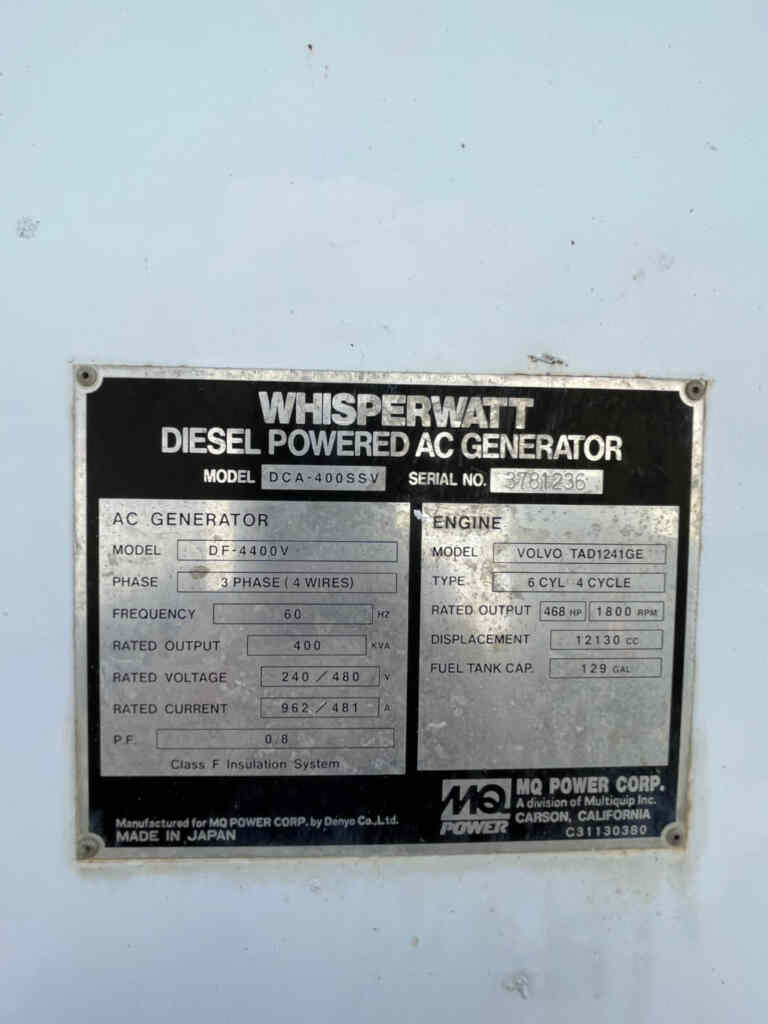 WHISPERWATT
DIESEL POWERED AC GENERATOR
MODEL DCA-400SSV SERIAL NO. 3781236
AC GENERATOR
MODEL DF-4400V
PHASE 3 PHASE (4 WIRES)
FREQUENCY 60 HZ
RATED OUTPUT 400 KVA
RATED VOLTAGE 240/480 V
RATED CURRENT 962/481 A
P.F. 0.8
Class F Insulation System
ENGINE
MODEL VOLVO TAD1241GE
TYPE 6 CYL 4 CYCLE
RATED OUTPUT 468 HP 1800 RPM
DISPLACEMENT 12130 CC
FUEL TANK CAP. 129 GAL
Manufactured for MQ POWER CORP. by Denyo Co.,Ltd.
MADE IN JAPAN
MQ
POWER
MQ POWER CORP.
A division of Multiquip Inc.
CARSON, CALIFORNIA
C31130380